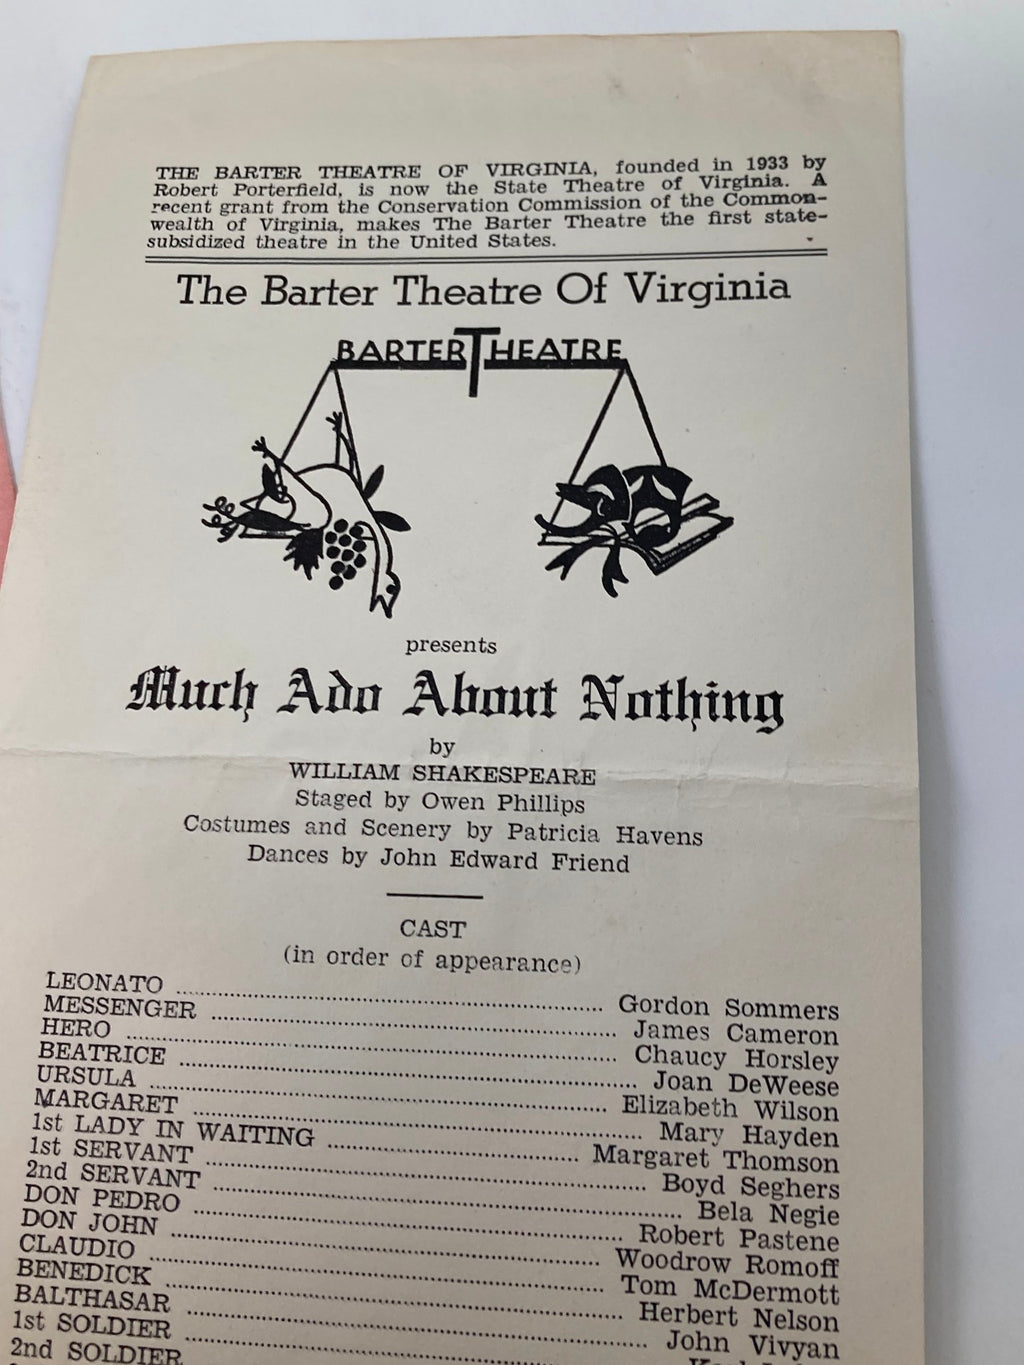 THE BARTER THEATRE OF VIRGINIA, founded in 1933 by
Robert Porterfield, is now the State Theatre of Virginia. A
recent grant from the Conservation Commission of the Common-
wealth of Virginia, makes The Barter Theatre the first state-
subsidized theatre in the United States.
The Barter Theatre Of Virginia
BARTER THEATRE
presents
Much Ado About Nothing
by
WILLIAM SHAKESPEARE
Staged by Owen Phillips
Costumes and Scenery by Patricia Havens
Dances by John Edward Friend
CAST
(in order of appearance)
LEONATO ........ Gordon Sommers
MESSENGER ........ James Cameron
HERO ........ Chaucy Horsley
BEATRICE ........ Joan DeWeese
URSULA ........ Elizabeth Wilson
MARGARET ........ Mary Hayden
1st LADY IN WAITING ........ Margaret Thomson
1st SERVANT ........ Boyd Seghers
2nd SERVANT ........ Bela Negie
DON PEDRO ........ Robert Pastene
DON JOHN ........ Woodrow Romoff
CLAUDIO ........ Tom McDermott
BENEDICK ........ Herbert Nelson
BALTHASAR ........ John Vivyan
1st SOLDIER ........
2nd SOLDIER